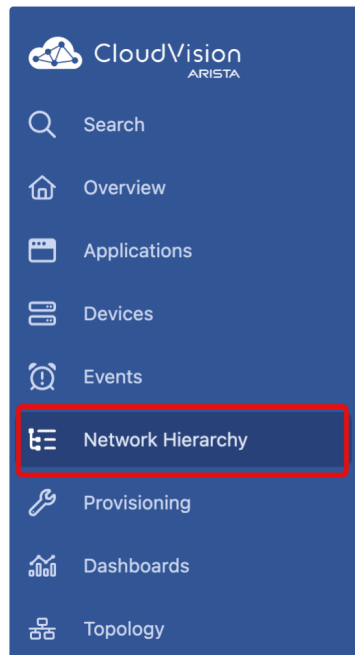 CloudVision
ARISTA
Search
Overview
Applications
Devices
Events
Network Hierarchy
Provisioning
Dashboards
Topology